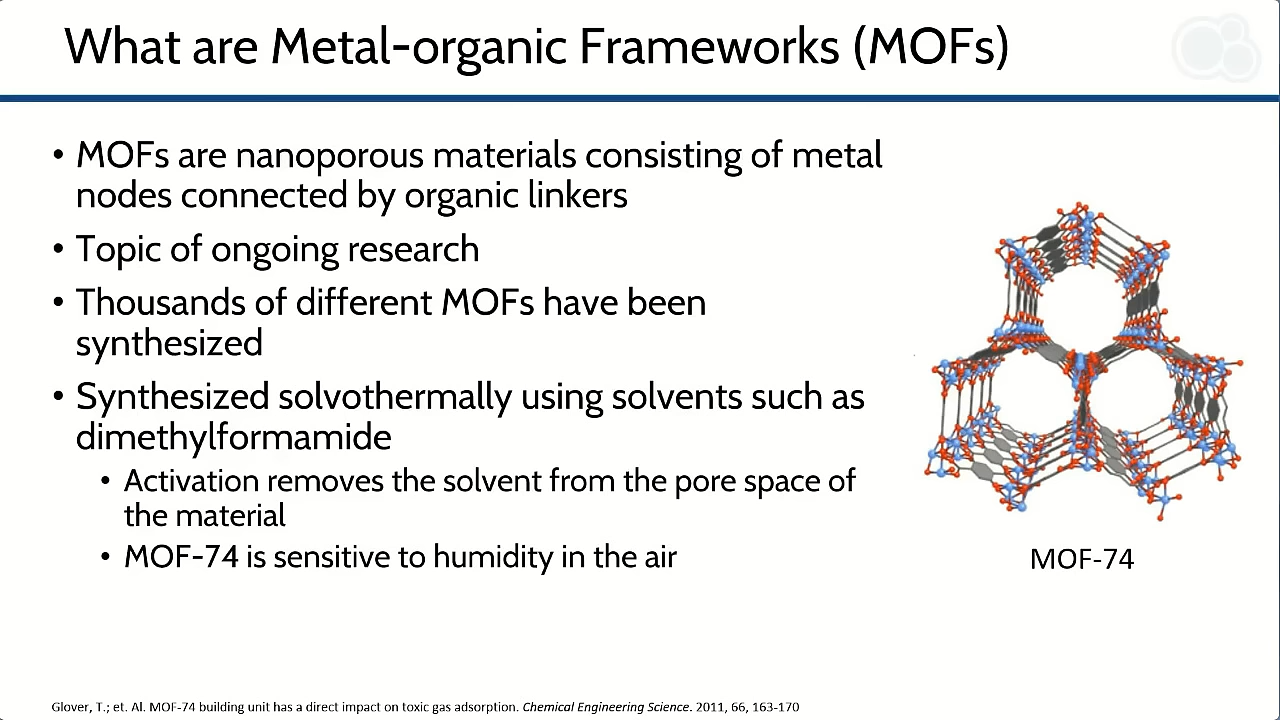 What are Metal-organic Frameworks (MOFs)
• MOFs are nanoporous materials consisting of metal
nodes connected by organic linkers
• Topic of ongoing research
• Thousands of different MOFs have been
synthesized
• Synthesized solvothermally using solvents such as
dimethylformamide
• Activation removes the solvent from the pore space of
the material
• MOF-74 is sensitive to humidity in the air
MOF-74
Glover, T.; et. Al. MOF-74 building unit has a direct impact on toxic gas adsorption. Chemical Engineering Science. 2011, 66, 163-170